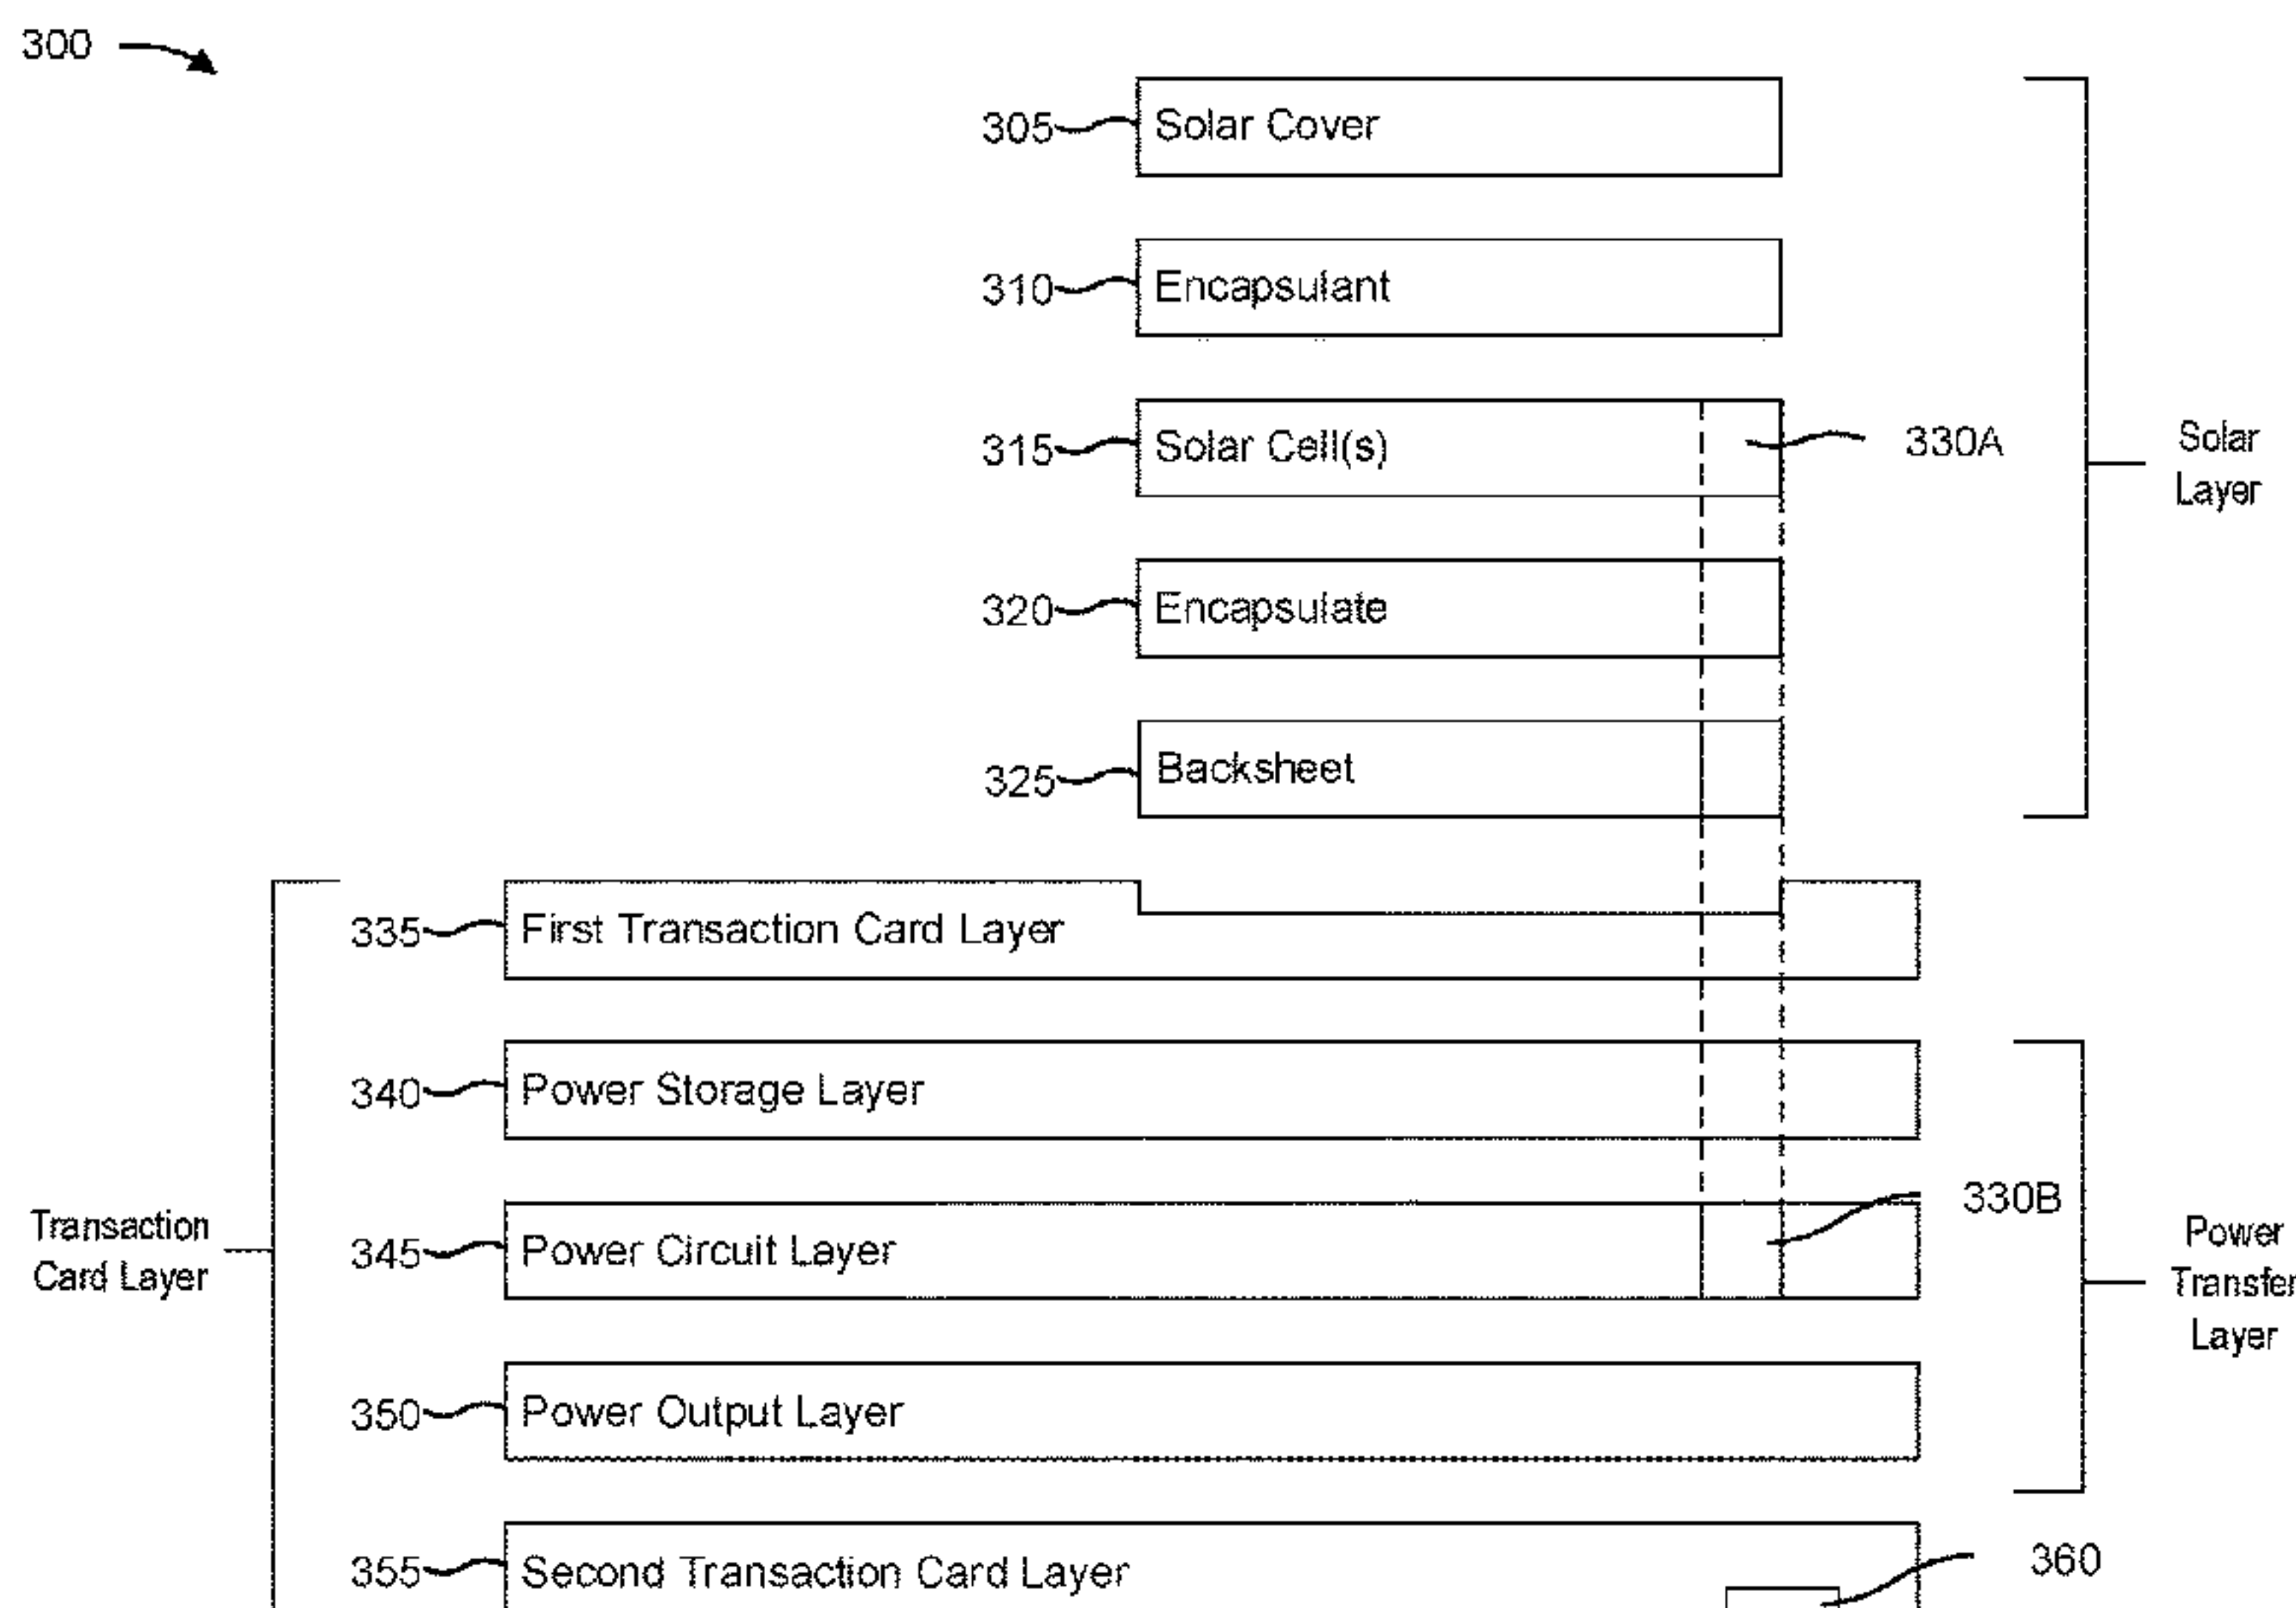 300
305 Solar Cover
310 Encapsulant
315 Solar Cell(s) 330A
Solar
Layer
320 Encapsulate
325 Backsheet
335 First Transaction Card Layer
340 Power Storage Layer
330B
345 Power Circuit Layer
Transaction
Card Layer
Power
Transfer
Layer
350 Power Output Layer
355 Second Transaction Card Layer 360